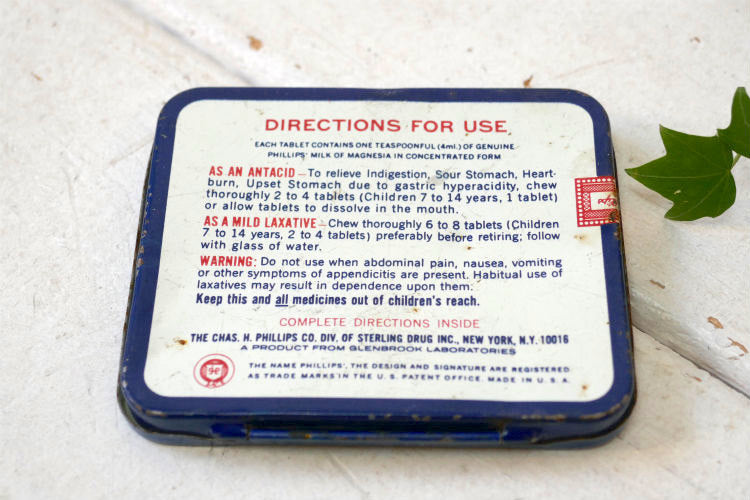 DIRECTIONS FOR USE
EACH TABLET CONTAINS ONE TEASPOONFUL (4ml.) OF GENUINE
PHILLIPS' MILK OF MAGNESIA IN CONCENTRATED FORM
AS AN ANTACID—To relieve Indigestion, Sour Stomach, Heart-
burn, Upset Stomach due to gastric hyperacidity, chew
thoroughly 2 to 4 tablets (Children 7 to 14 years, 1 tablet)
or allow tablets to dissolve in the mouth.
AS A MILD LAXATIVE—Chew thoroughly 6 to 8 tablets (Children
7 to 14 years, 2 to 4 tablets) preferably before retiring; follow
with glass of water.
WARNING: Do not use when abdominal pain, nausea, vomiting
or other symptoms of appendicitis are present. Habitual use of
laxatives may result in dependence upon them.
Keep this and all medicines out of children's reach.
COMPLETE DIRECTIONS INSIDE
THE CHAS. H. PHILLIPS CO. DIV. OF STERLING DRUG INC., NEW YORK, N.Y. 10016
A PRODUCT FROM GLENBROOK LABORATORIES
THE NAME PHILLIPS', THE DESIGN AND SIGNATURE ARE REGISTERED
AS TRADE MARKS IN THE U. S. PATENT OFFICE. MADE IN U. S. A.